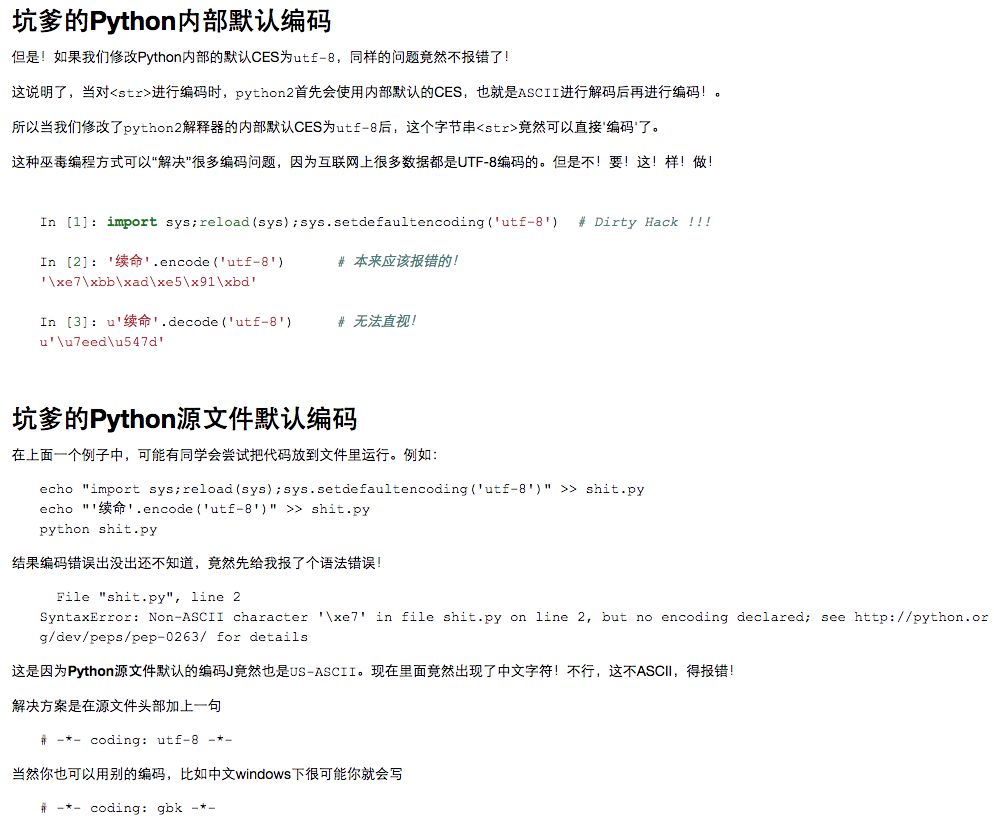 坑爹的Python内部默认编码
但是！如果我们修改Python内部的默认CES为utf-8，同样的问题竟然不报错了！
这说明了，当对<str>进行编码时，python2首先会使用内部默认的CES，也就是ASCII进行解码后再进行编码！。
所以当我们修改了python2解释器的内部默认CES为utf-8后，这个字节串<str>竟然可以直接'编码'了。
这种巫毒编程方式可以“解决”很多编码问题，因为互联网上很多数据都是UTF-8编码的。但是不！要！这！样！做！
In [1]: import sys;reload(sys);sys.setdefaultencoding('utf-8')  # Dirty Hack !!!
In [2]: '续命'.encode('utf-8')      # 本来应该报错的！
'\xe7\xbb\xad\xe5\x91\xbd'
In [3]: u'续命'.decode('utf-8')     # 无法直视！
u'\u7eed\u547d'
坑爹的Python源文件默认编码
在上面一个例子中，可能有同学会尝试把代码放到文件里运行。例如：
echo "import sys;reload(sys);sys.setdefaultencoding('utf-8')" >> shit.py
echo "'续命'.encode('utf-8')" >> shit.py
python shit.py
结果编码错误出没出还不知道，竟然先给我报了个语法错误！
File "shit.py", line 2
SyntaxError: Non-ASCII character '\xe7' in file shit.py on line 2, but no encoding declared; see http://python.or
g/dev/peps/pep-0263/ for details
这是因为Python源文件默认的编码J竟然也是US-ASCII。现在里面竟然出现了中文字符！不行，这不ASCII，得报错！
解决方案是在源文件头部加上一句
# -*- coding: utf-8 -*-
当然你也可以用别的编码，比如中文windows下很可能你就会写
# -*- coding: gbk -*-